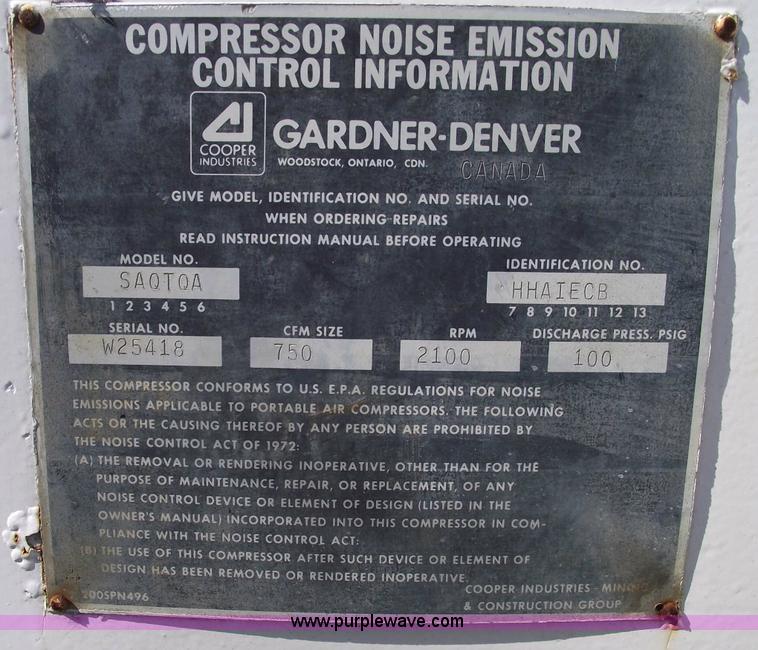 COMPRESSOR NOISE EMISSION
CONTROL INFORMATION
COOPER
INDUSTRIES
GARDNER-DENVER
WOODSTOCK, ONTARIO, CDN. CANADA
GIVE MODEL, IDENTIFICATION NO. AND SERIAL NO.
WHEN ORDERING REPAIRS
READ INSTRUCTION MANUAL BEFORE OPERATING
MODEL NO. IDENTIFICATION NO.
SAQTQA HHAIECB
1 2 3 4 5 6 7 8 9 10 11 12 13
SERIAL NO. CFM SIZE RPM DISCHARGE PRESS. PSIG
W25418 750 2100 100
THIS COMPRESSOR CONFORMS TO U.S. E.P.A. REGULATIONS FOR NOISE
EMISSIONS APPLICABLE TO PORTABLE AIR COMPRESSORS. THE FOLLOWING
ACTS OR THE CAUSING THEREOF BY ANY PERSON ARE PROHIBITED BY
THE NOISE CONTROL ACT OF 1972:
(A) THE REMOVAL OR RENDERING INOPERATIVE, OTHER THAN FOR THE
PURPOSE OF MAINTENANCE, REPAIR, OR REPLACEMENT, OF ANY
NOISE CONTROL DEVICE OR ELEMENT OF DESIGN (LISTED IN THE
OWNER'S MANUAL) INCORPORATED INTO THIS COMPRESSOR IN COM-
PLIANCE WITH THE NOISE CONTROL ACT:
(B) THE USE OF THIS COMPRESSOR AFTER SUCH DEVICE OR ELEMENT OF
DESIGN HAS BEEN REMOVED OR RENDERED INOPERATIVE.
200SPN496 COOPER INDUSTRIES - MINING
& CONSTRUCTION GROUP
www.purplewave.com